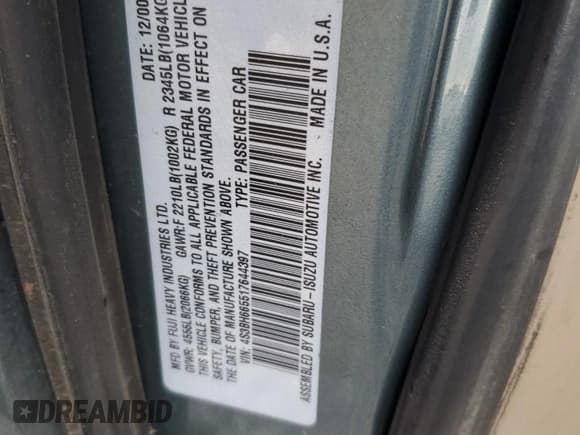 MFD BY FUJI HEAVY INDUSTRIES LTD. DATE: 12/00
GVWR: 4555LB(2066KG) GAWR:F 2210LB(1002KG) R 2345LB(1064KG)
THIS VEHICLE CONFORMS TO ALL APPLICABLE FEDERAL MOTOR VEHICLE
SAFETY, BUMPER, AND THEFT PREVENTION STANDARDS IN EFFECT ON
THE DATE OF MANUFACTURE SHOWN ABOVE.
VIN: 4S3BH665517644397 TYPE: PASSENGER CAR
ASSEMBLED BY SUBARU-ISUZU AUTOMOTIVE INC. MADE IN U.S.A.
DREAMBID